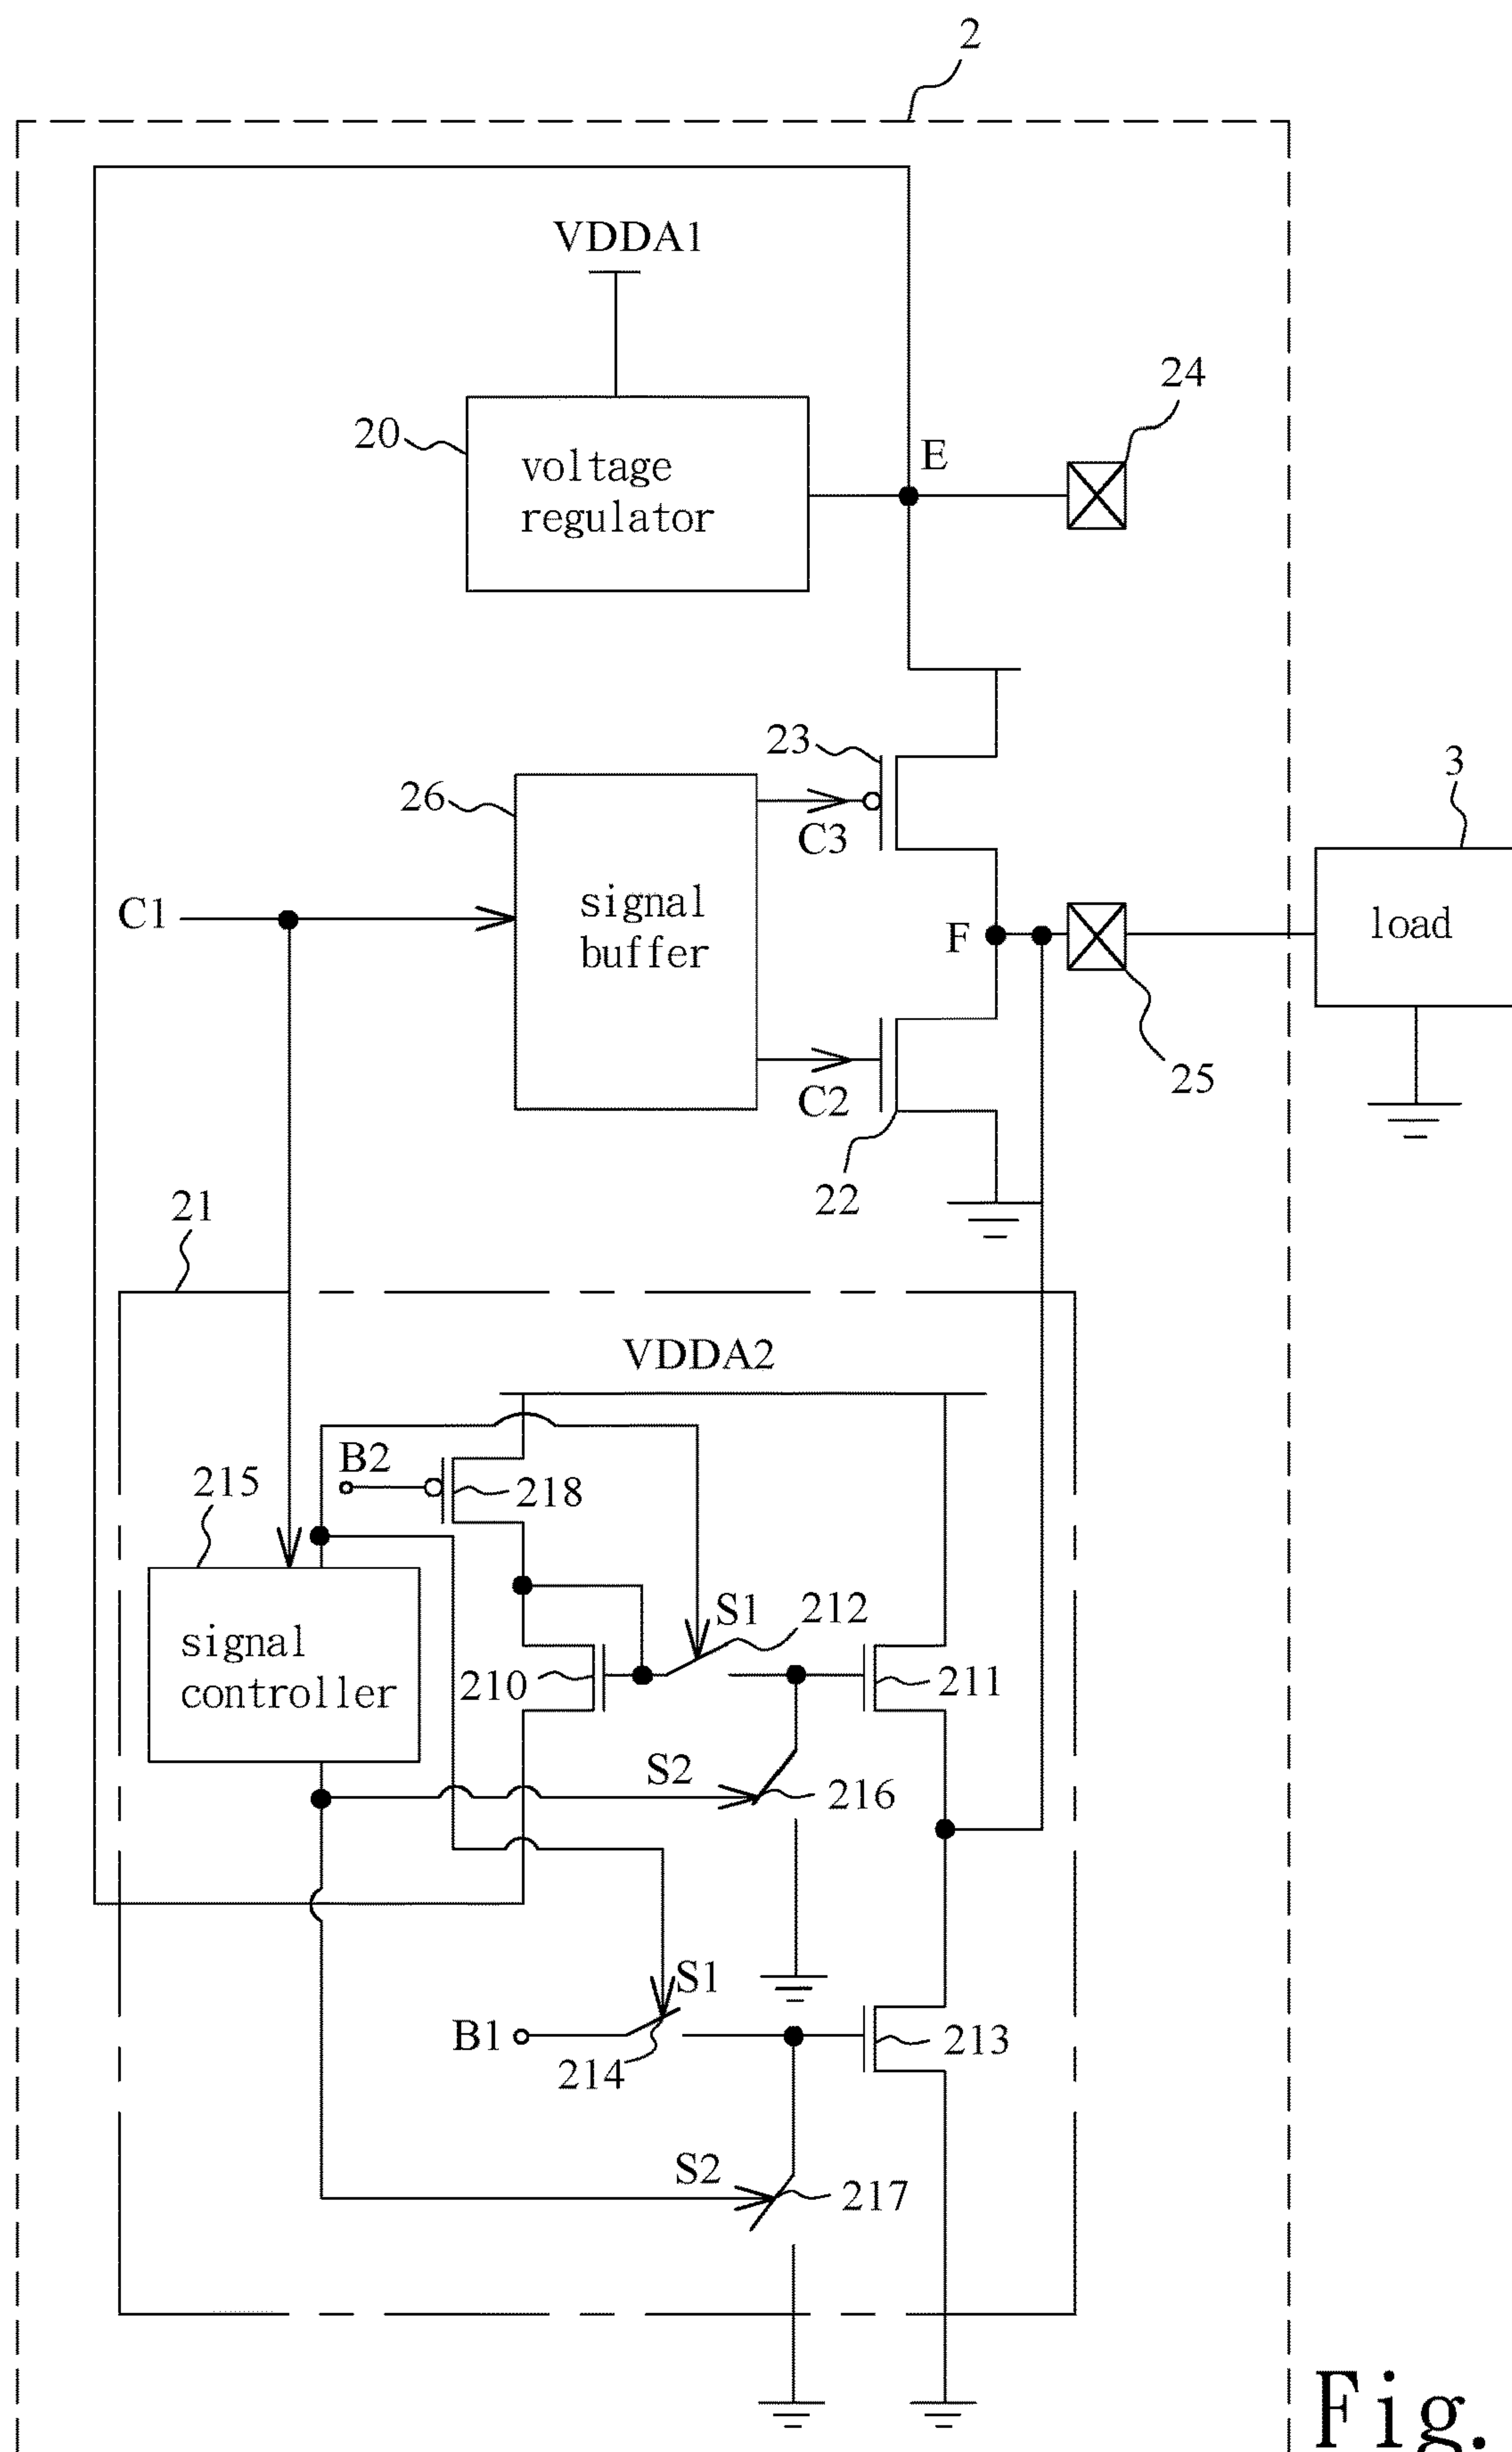 2
VDDA1
24
20
voltage
regulator
E
23
3
26
C3
signal
buffer
C1
F
load
25
C2
22
21
VDDA2
B2
215
218
S1
212
signal
controller
210
211
S2
216
S1
B1
214
213
S2
217
Fig.